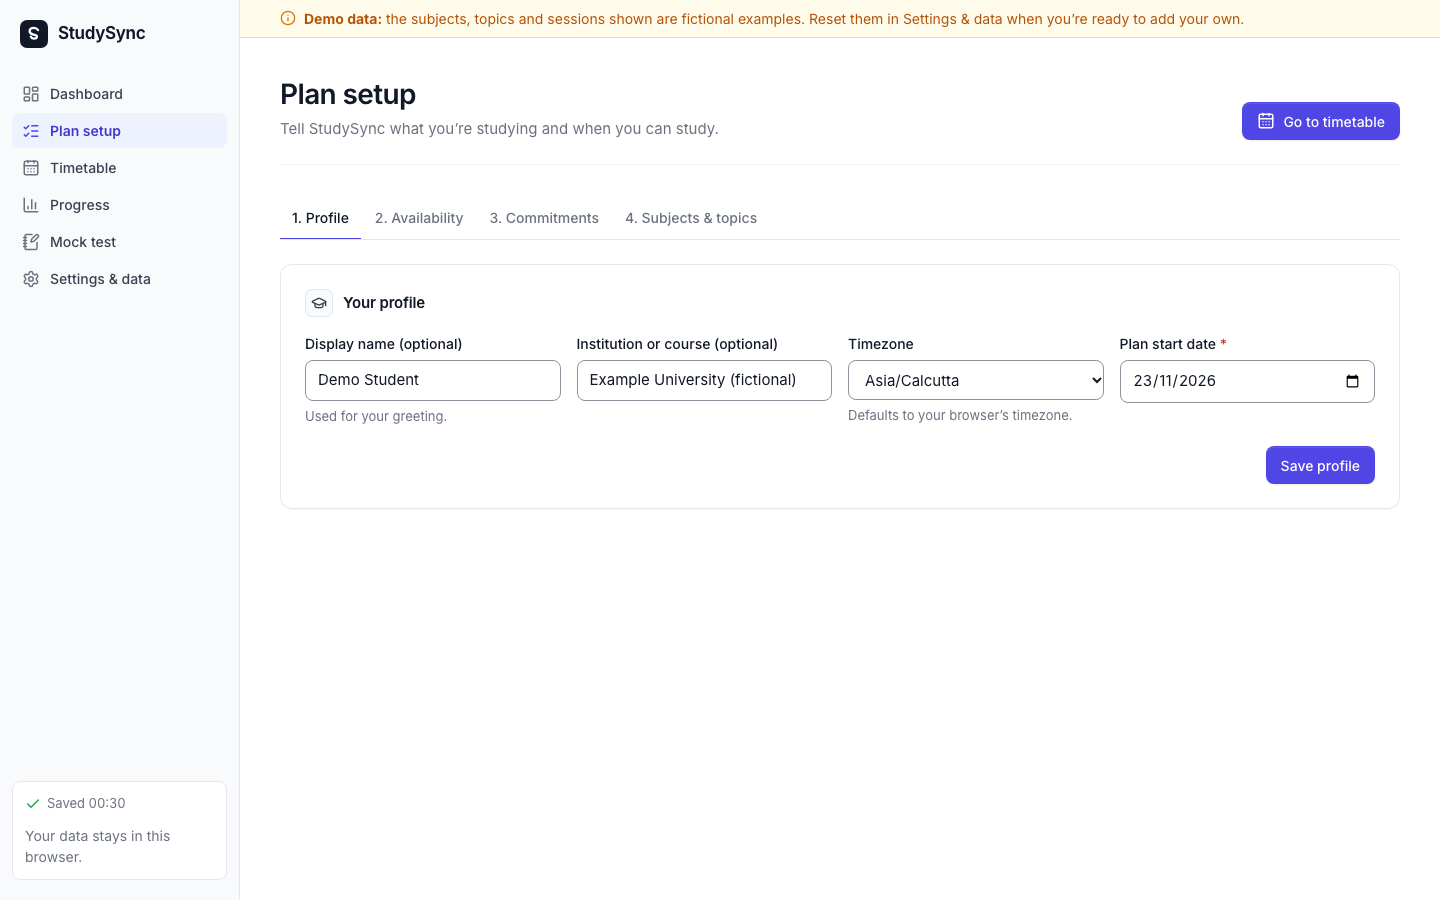 StudySync
Dashboard
Plan setup
Timetable
Progress
Mock test
Settings & data
Saved 00:30
Your data stays in this
browser.
Demo data: the subjects, topics and sessions shown are fictional examples. Reset them in Settings & data when you’re ready to add your own.
Plan setup
Tell StudySync what you’re studying and when you can study.
Go to timetable
1. Profile
2. Availability
3. Commitments
4. Subjects & topics
Your profile
Display name (optional)
Demo Student
Used for your greeting.
Institution or course (optional)
Example University (fictional)
Timezone
Asia/Calcutta
Defaults to your browser’s timezone.
Plan start date *
23/11/2026
Save profile